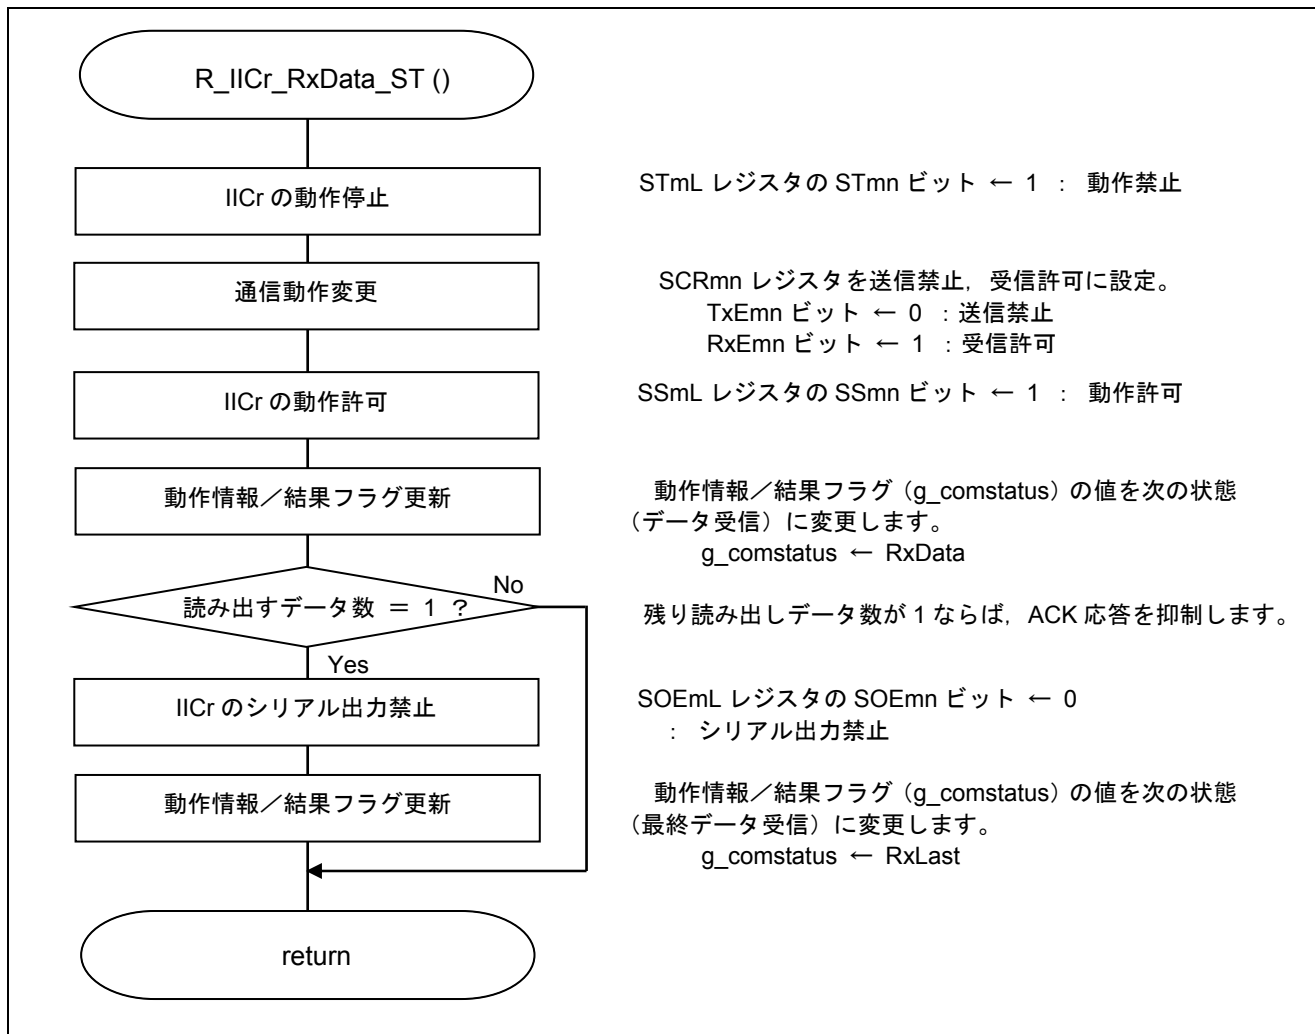 R_IICr_RxData_ST ()
IICr の動作停止
STmL レジスタの STmn ビット ← 1 ： 動作禁止
通信動作変更
SCRmn レジスタを送信禁止，受信許可に設定。
TxEmn ビット ← 0 ：送信禁止
RxEmn ビット ← 1 ：受信許可
IICr の動作許可
SSmL レジスタの SSmn ビット ← 1 ： 動作許可
動作情報／結果フラグ更新
動作情報／結果フラグ（g_comstatus）の値を次の状態
（データ受信）に変更します。
g_comstatus ← RxData
読み出すデータ数 ＝ 1 ？
No
残り読み出しデータ数が 1 ならば，ACK 応答を抑制します。
Yes
IICr のシリアル出力禁止
SOEmL レジスタの SOEmn ビット ← 0
： シリアル出力禁止
動作情報／結果フラグ更新
動作情報／結果フラグ（g_comstatus）の値を次の状態
（最終データ受信）に変更します。
g_comstatus ← RxLast
return